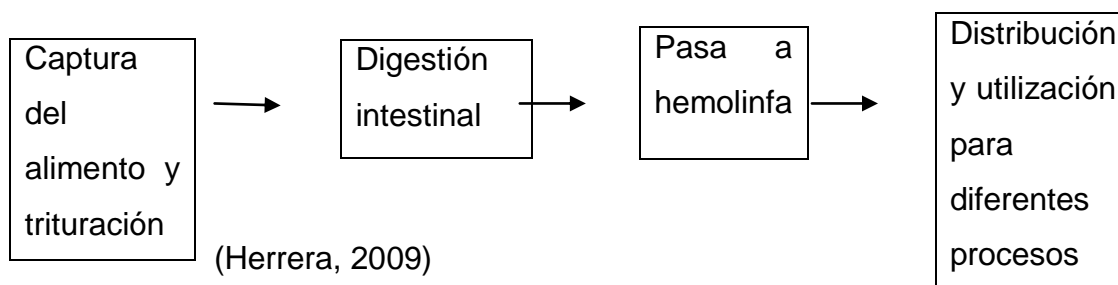 Captura
del
alimento y
trituración
Digestión
intestinal
Pasa a
hemolinfa
Distribución
y utilización
para
diferentes
procesos
(Herrera, 2009)